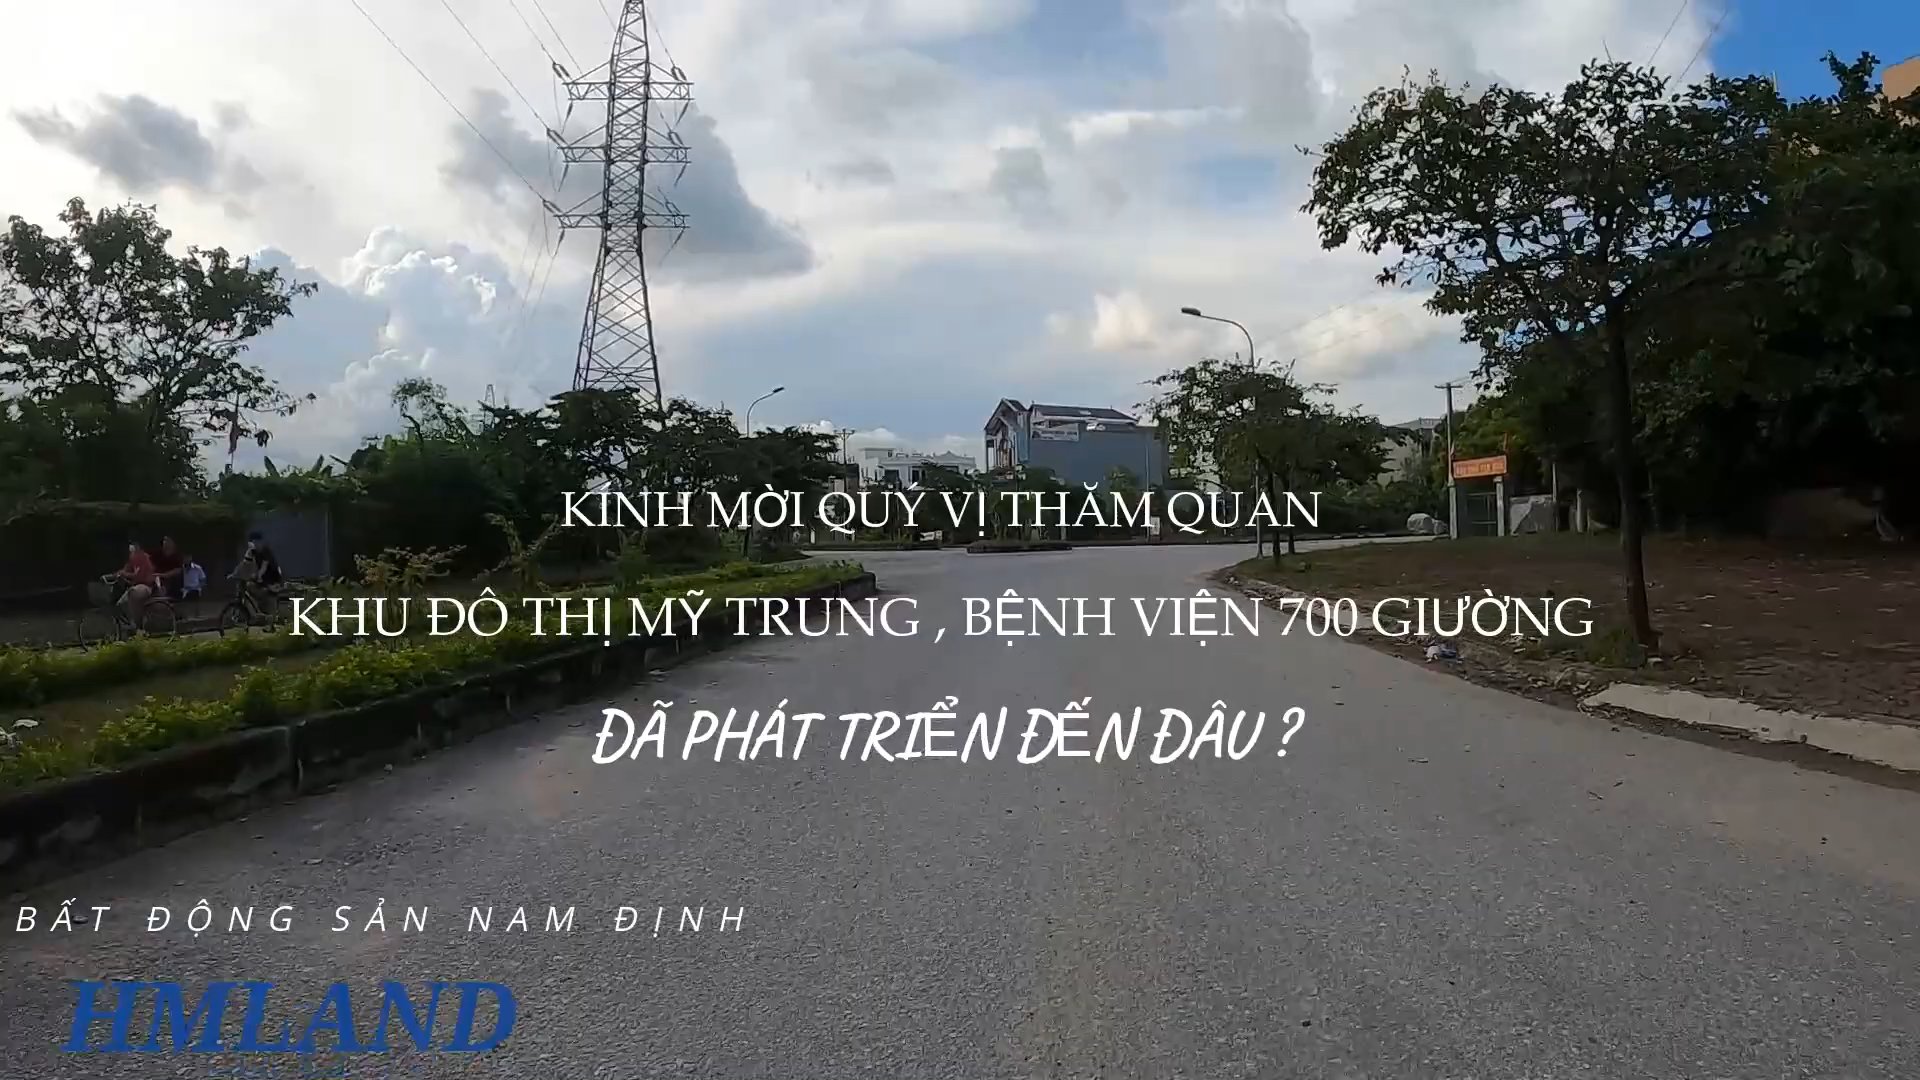 KÍNH MỜI QUÝ VỊ THĂM QUAN
KHU ĐÔ THỊ MỸ TRUNG , BỆNH VIỆN 700 GIƯỜNG
ĐÃ PHÁT TRIỂN ĐẾN ĐÂU ?
BẤT ĐỘNG SẢN NAM ĐỊNH
HMLAND